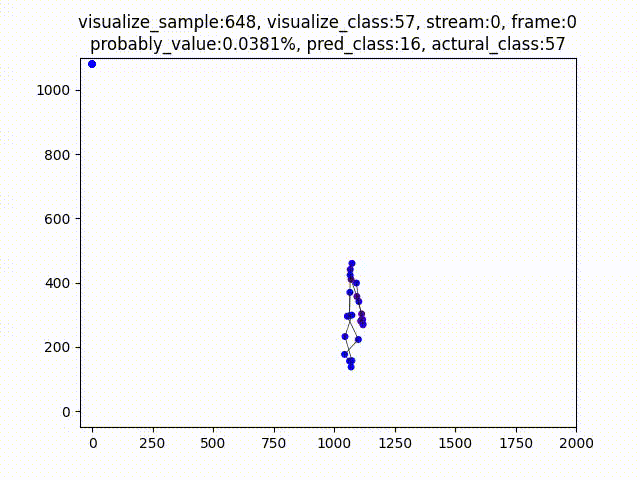 visualize_sample:648, visualize_class:57, stream:0, frame:0
probably_value:0.0381%, pred_class:16, actural_class:57
1000
800
600
400
200
0
0 250 500 750 1000 1250 1500 1750 2000